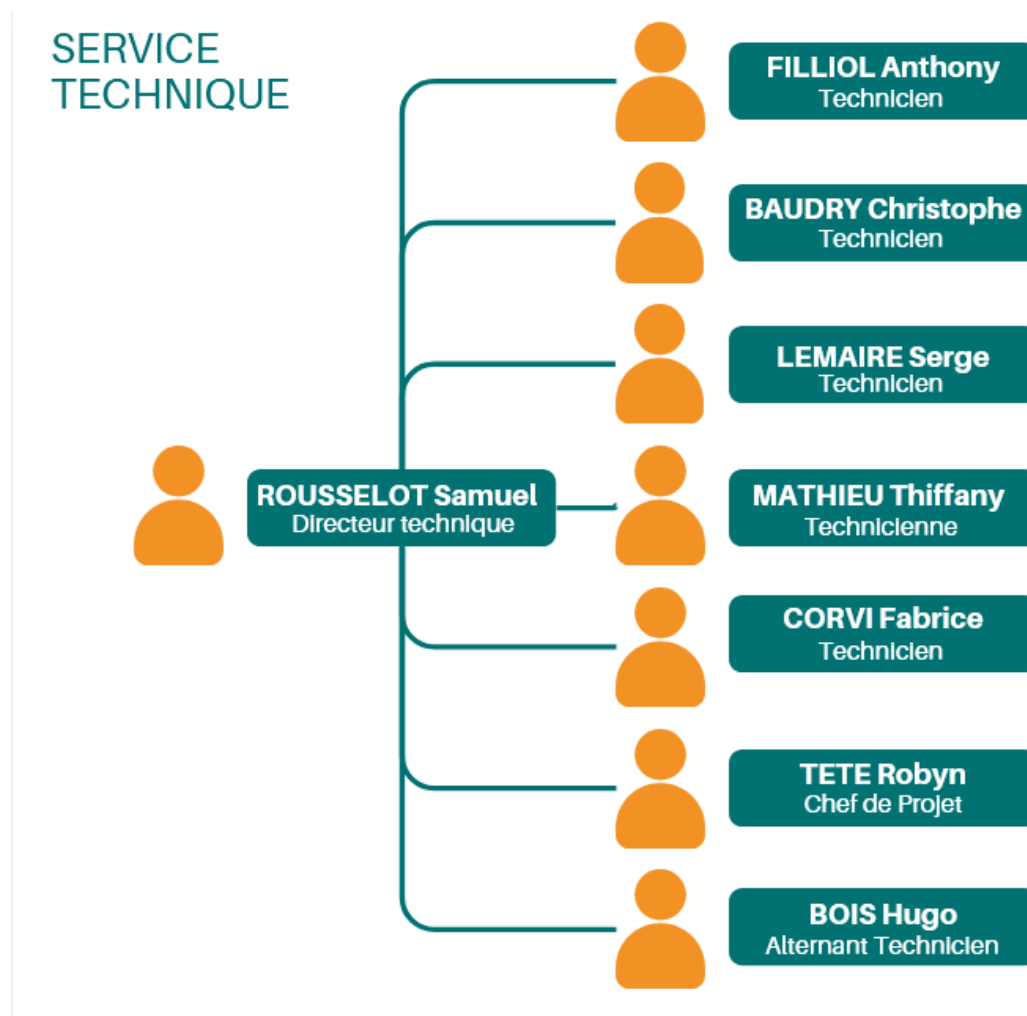 SERVICE
TECHNIQUE
FILLIOL Anthony
Technicien
BAUDRY Christophe
Technicien
LEMAIRE Serge
Technicien
ROUSSELOT Samuel
Directeur technique
MATHIEU Thiffany
Technicienne
CORVI Fabrice
Technicien
TETE Robyn
Chef de Projet
BOIS Hugo
Alternant Technicien